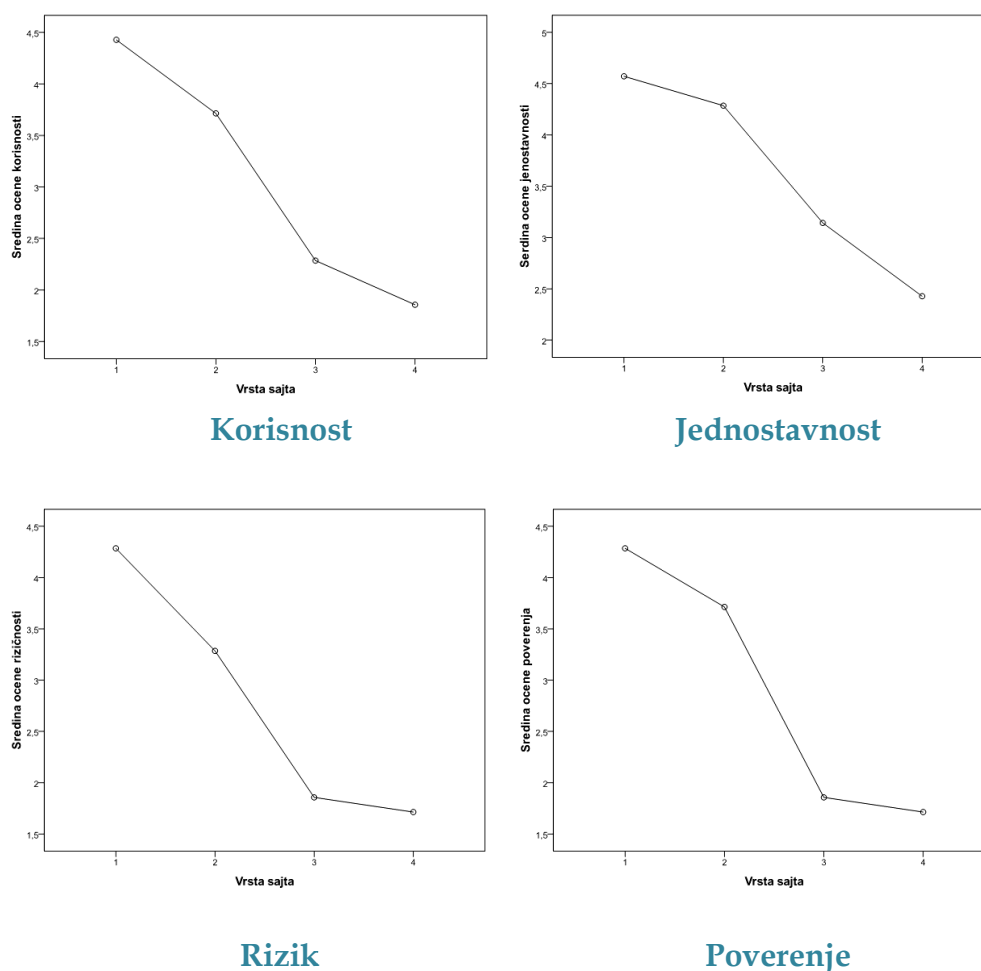 Sredina ocene korisnosti
4,5
4
3,5
3
2,5
2
1,5
1 2 3 4
Vrsta sajta
Korisnost
Serdina ocene jenostavnosti
5
4,5
4
3,5
3
2,5
2
1 2 3 4
Vrsta sajta
Jednostavnost
Sredina ocene rizičnosti
4,5
4
3,5
3
2,5
2
1,5
1 2 3 4
Vrsta sajta
Rizik
Sredina ocene poverenja
4,5
4
3,5
3
2,5
2
1,5
1 2 3 4
Vrsta sajta
Poverenje